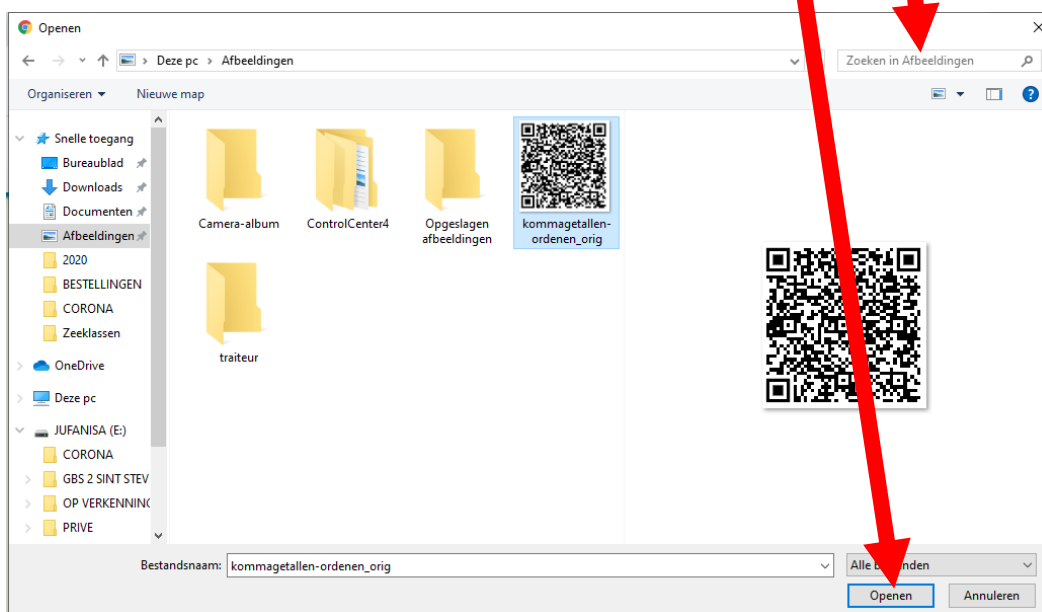 Openen
Deze pc > Afbeeldingen
Zoeken in Afbeeldingen
Organiseren
Nieuwe map
Snelle toegang
Bureaublad
Downloads
Documenten
Afbeeldingen
2020
BESTELLINGEN
CORONA
Zeeklassen
OneDrive
Deze pc
JUFANISA (E:)
CORONA
GBS 2 SINT STEV
OP VERKENNING
PRIVE
Camera-album
ControlCenter4
Opgeslagen
afbeeldingen
kommagetallen-
ordenen_orig
traiteur
Bestandsnaam:
kommagetallen-ordenen_orig
Alle
Openen
Annuleren